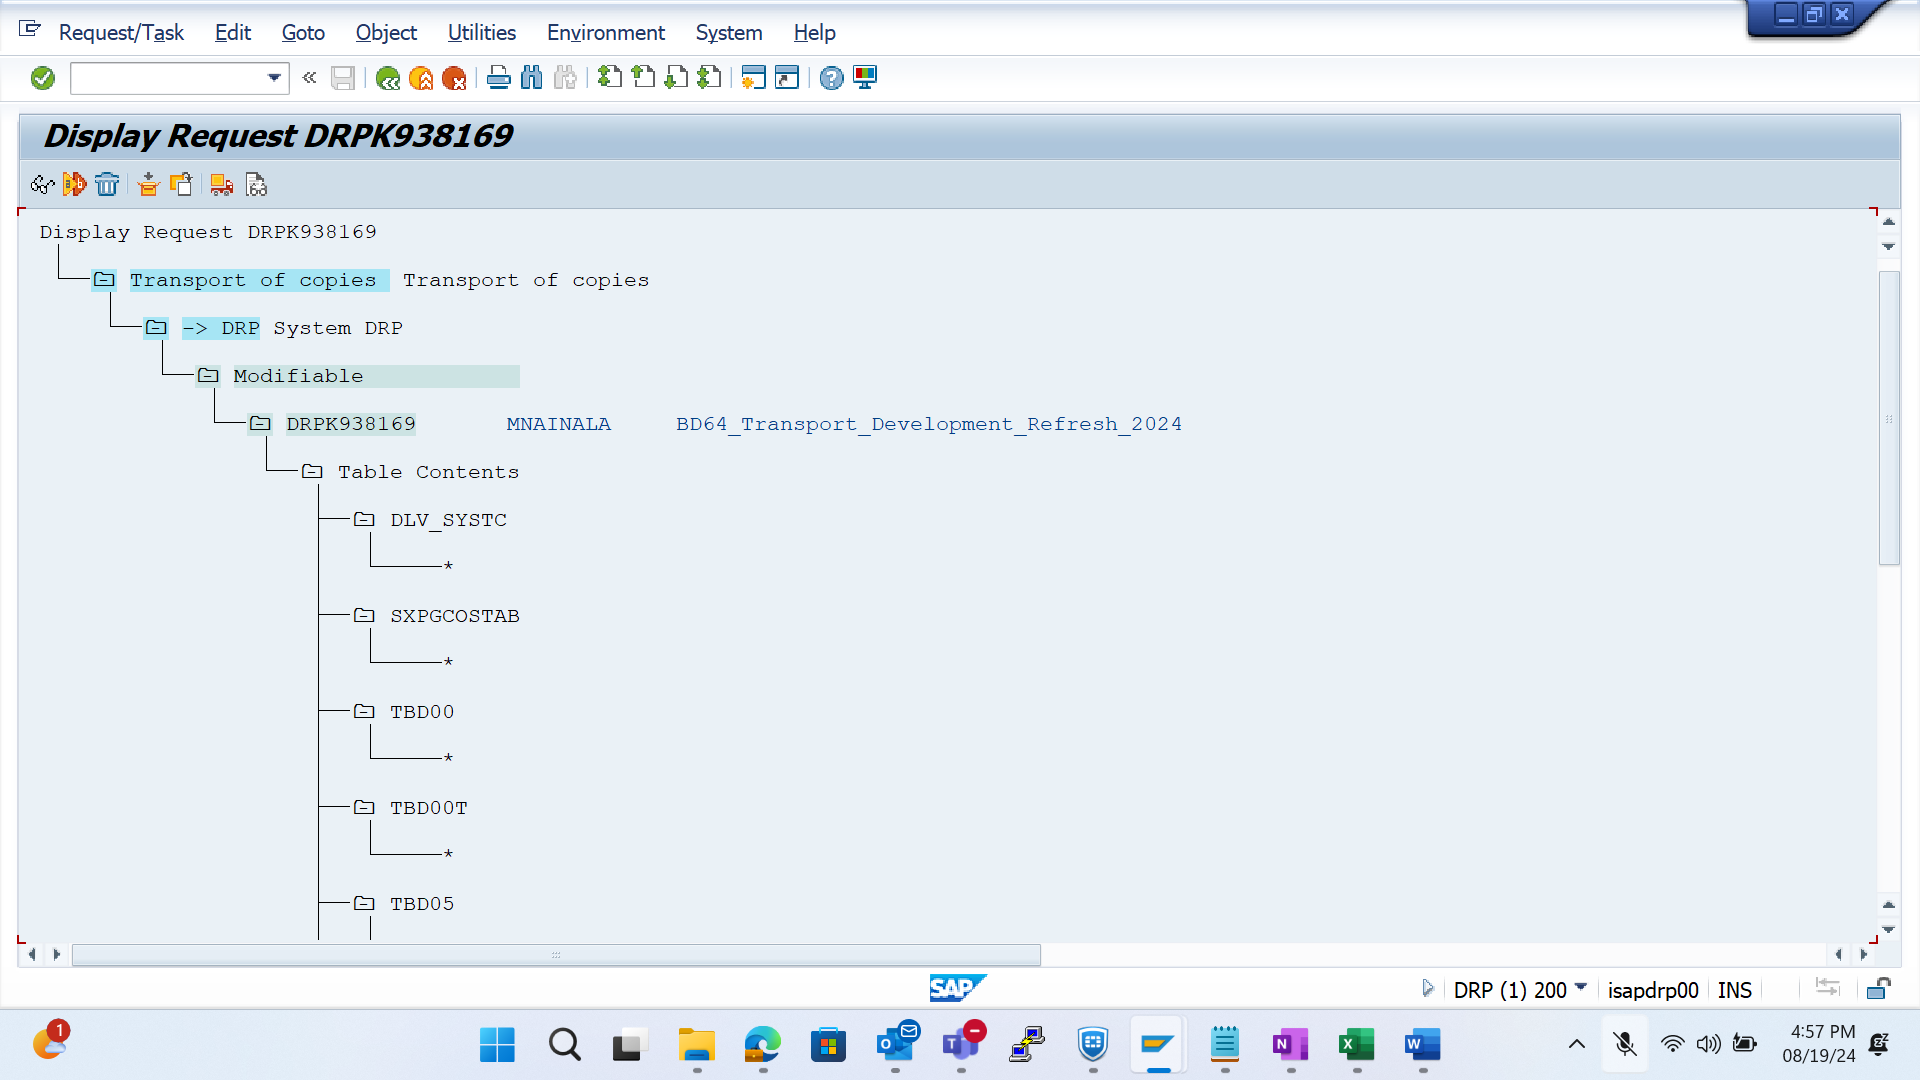 Request/Task Edit Goto Object Utilities Environment System Help
Display Request DRPK938169
Display Request DRPK938169
Transport of copies Transport of copies
-> DRP System DRP
Modifiable
DRPK938169 MNAINALA BD64_Transport_Development_Refresh_2024
Table Contents
DLV_SYSTC
*
SXPGCOSTAB
*
TBD00
*
TBD00T
*
TBD05
SAP DRP (1) 200 isapdrp00 INS
1
4:57 PM
08/19/24